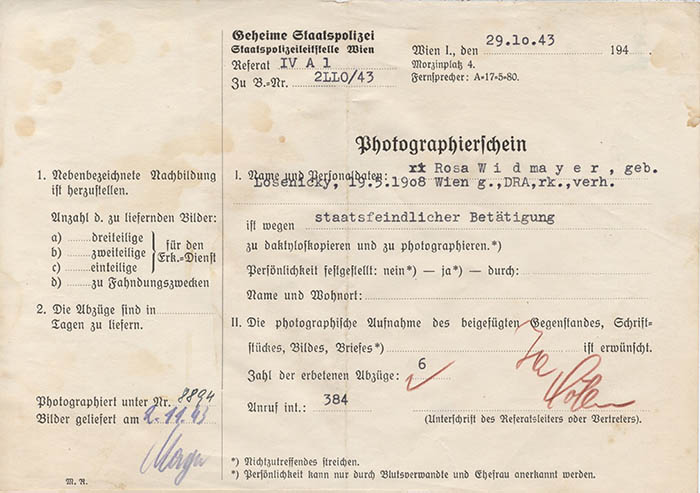 Geheime Staatspolizei
Staatspolizeileitstelle Wien
Referat IV A 1
Zu B.=Nr. 2LLO/43
Wien I., den 29.10.43 194
Morzinplatz 4.
Fernsprecher: A=17=5=80.
Photographierschein
1. Nebenbezeichnete Nachbildung
ist herzustellen.
Anzahl d. zu liefernden Bilder:
a) dreiteilige
b) zweiteilige
c) einteilige
für den
Erk.=Dienst
d) zu Fahndungszwecken
2. Die Abzüge sind in
Tagen zu liefern.
Photographiert unter Nr. 8894
Bilder geliefert am 2.11.43
M. R.
I. Name und Personaldaten: Rosa Widmayer, geb.
Losenicky, 19.5.1908 Wien g.,DRA,rk.,verh.
ist wegen staatsfeindlicher Betätigung
zu daktyloskopieren und zu photographieren.*)
Persönlichkeit festgestellt: nein*) — ja*) — durch:
Name und Wohnort:
II. Die photographische Aufnahme des beigefügten Gegenstandes, Schrift=
stückes, Bildes, Briefes*) ist erwünscht.
Zahl der erbetenen Abzüge: 6
Anruf int.: 384
(Unterschrift des Referatsleiters oder Vertreters).
*) Nichtzutreffendes streichen.
*) Persönlichkeit kann nur durch Blutsverwandte und Ehefrau anerkannt werden.